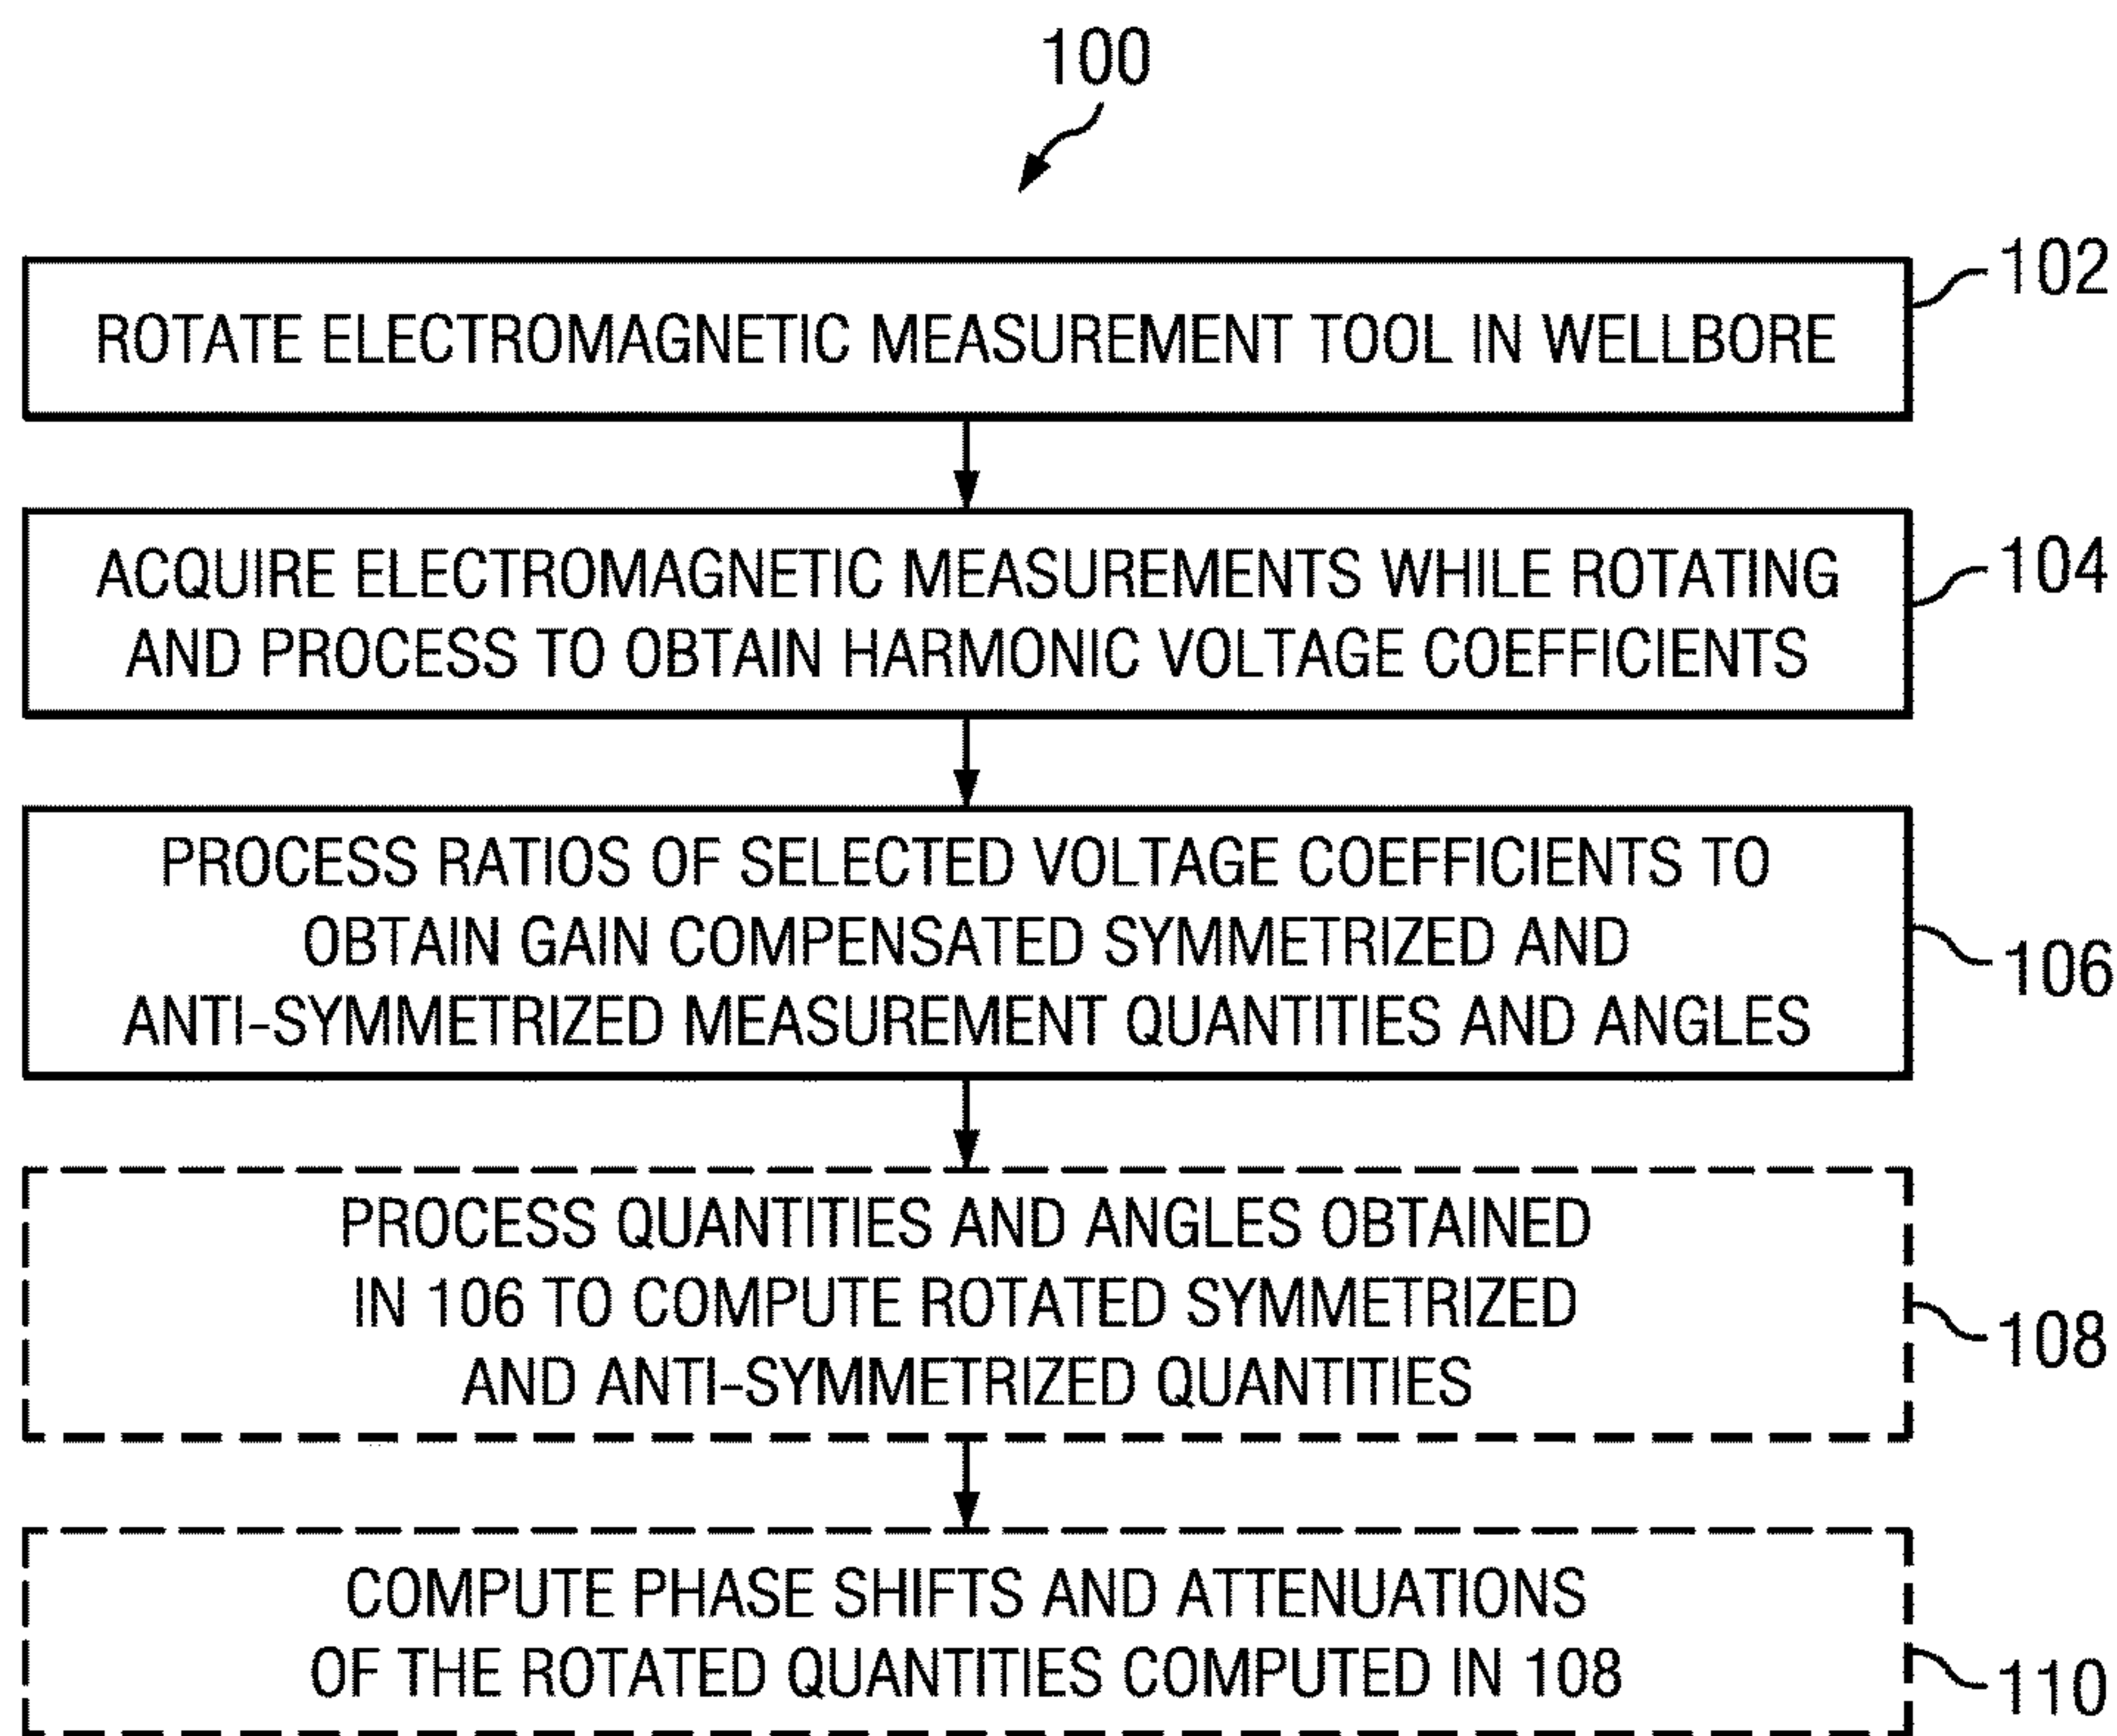 100
102
ROTATE ELECTROMAGNETIC MEASUREMENT TOOL IN WELLBORE
104
ACQUIRE ELECTROMAGNETIC MEASUREMENTS WHILE ROTATING
AND PROCESS TO OBTAIN HARMONIC VOLTAGE COEFFICIENTS
PROCESS RATIOS OF SELECTED VOLTAGE COEFFICIENTS TO
OBTAIN GAIN COMPENSATED SYMMETRIZED AND
106
ANTI-SYMMETRIZED MEASUREMENT QUANTITIES AND ANGLES
PROCESS QUANTITIES AND ANGLES OBTAINED
IN 106 TO COMPUTE ROTATED SYMMETRIZED
108
AND ANTI-SYMMETRIZED QUANTITIES
COMPUTE PHASE SHIFTS AND ATTENUATIONS
OF THE ROTATED QUANTITIES COMPUTED IN 108
110